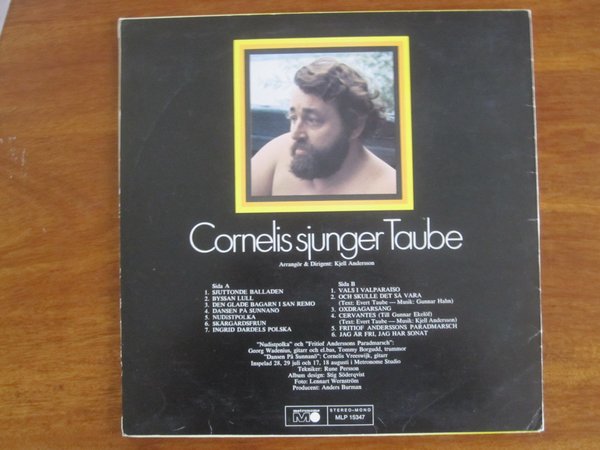 Cornelis sjunger Taube
Arrangör & Dirigent: Kjell Andersson
Sida A
1. SJUTTONDE BALLADEN
2. BYSSAN LULL
3. DEN GLADE BAGARN I SAN REMO
4. DANSEN PÅ SUNNANÖ
5. NUDISTPOLKA
6. SKÄRGÅRDSFRUN
7. INGRID DARDELS POLSKA
Sida B
1. VALS I VALPARAISO
2. OCH SKULLE DET SÅ VARA
(Text: Evert Taube — Musik: Gunnar Hahn)
3. OXDRAGARSÅNG
4. CERVANTES (Till Gunnar Ekelöf)
(Text: Evert Taube — Musik: Kjell Andersson)
5. FRITIOF ANDERSSONS PARADMARSCH
6. JAG ÄR FRI, JAG HAR SONAT
"Nudistpolka" och "Fritiof Anderssons Paradmarsch":
Georg Wadenius, gitarr och el.bas, Tommy Borgudd, trummor
"Dansen På Sunnanö": Cornelis Vreeswijk, gitarr
Inspelad 28, 29 juli och 17, 18 augusti i Metronome Studio
Tekniker: Rune Persson
Album design: Stig Söderqvist
Foto: Lennart Wernström
Producent: Anders Burman
metronome
STEREO-MONO
MLP 15347